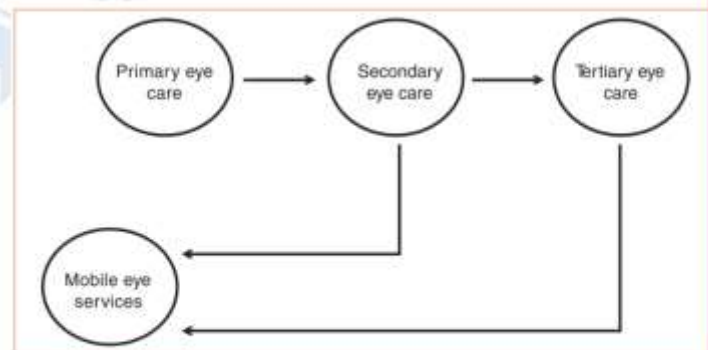 Primary eye
care
Secondary
eye care
Tertiary eye
care
Mobile eye
services